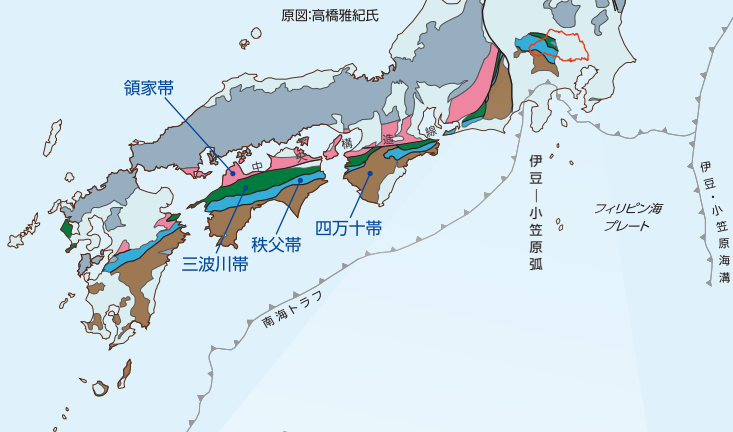 原図:高橋雅紀氏
領家帯
中央構造線
伊豆・小笠原海溝
伊豆—小笠原弧
フィリピン海
プレート
四万十帯
秩父帯
三波川帯
南海トラフ